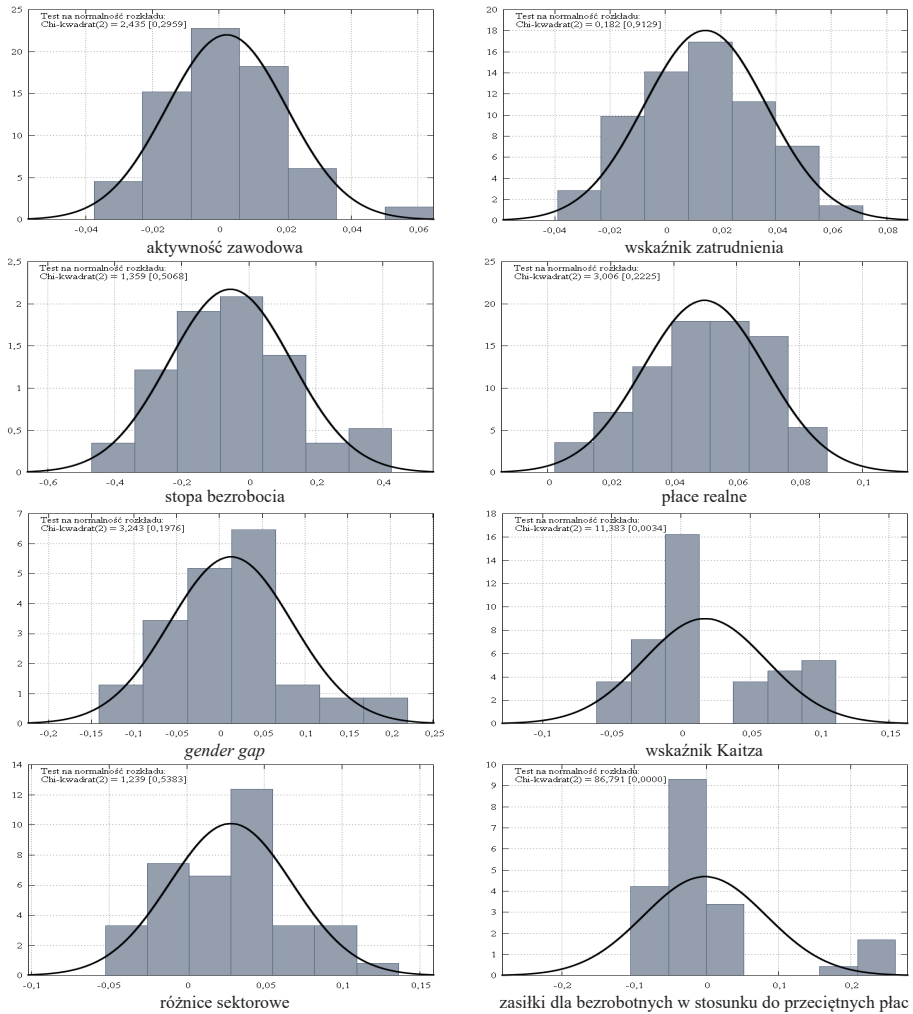 Test na normalność rozkładu:
Chi-kwadrat(2) = 2,435 [0,2959]
25
20
15
10
5
0
-0,04 -0,02 0 0,02 0,04 0,06
aktywność zawodowa
Test na normalność rozkładu:
Chi-kwadrat(2) = 0,182 [0,9129]
20
18
16
14
12
10
8
6
4
2
0
-0,04 -0,02 0 0,02 0,04 0,06 0,08
wskaźnik zatrudnienia
Test na normalność rozkładu:
Chi-kwadrat(2) = 1,359 [0,5068]
2,5
2
1,5
1
0,5
0
-0,6 -0,4 -0,2 0 0,2 0,4
stopa bezrobocia
Test na normalność rozkładu:
Chi-kwadrat(2) = 3,006 [0,2225]
25
20
15
10
5
0
0 0,02 0,04 0,06 0,08 0,1
płace realne
Test na normalność rozkładu:
Chi-kwadrat(2) = 3,243 [0,1976]
7
6
5
4
3
2
1
0
-0,2 -0,15 -0,1 -0,05 0 0,05 0,1 0,15 0,2 0,25
gender gap
Test na normalność rozkładu:
Chi-kwadrat(2) = 11,383 [0,0034]
18
16
14
12
10
8
6
4
2
0
-0,1 -0,05 0 0,05 0,1 0,15
wskaźnik Kaitza
Test na normalność rozkładu:
Chi-kwadrat(2) = 1,239 [0,5383]
14
12
10
8
6
4
2
0
-0,1 -0,05 0 0,05 0,1 0,15
różnice sektorowe
Test na normalność rozkładu:
Chi-kwadrat(2) = 86,791 [0,0000]
10
9
8
7
6
5
4
3
2
1
0
-0,2 -0,1 0 0,1 0,2
zasiłki dla bezrobotnych w stosunku do przeciętnych płac